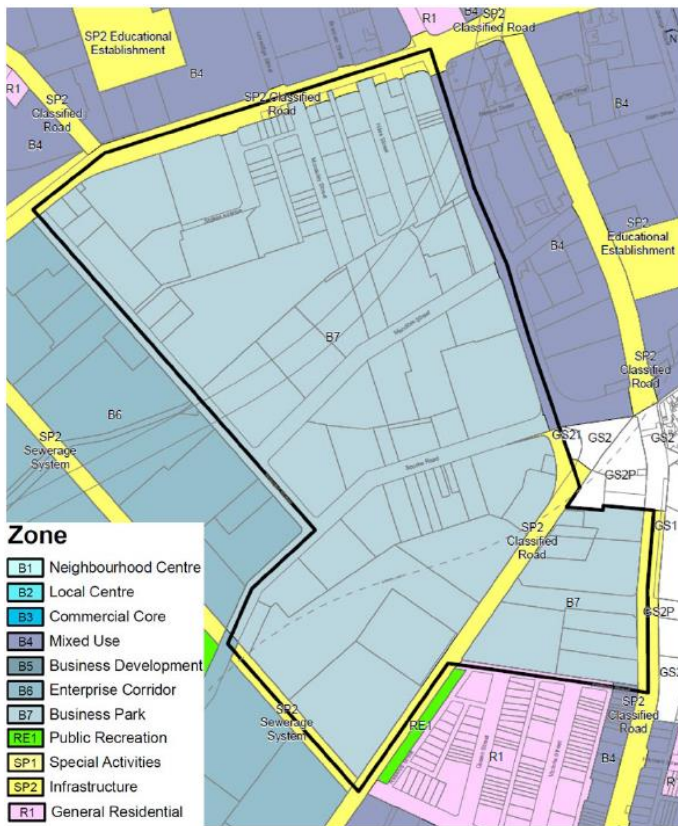 R1
SP2
Classified Road
SP2 Educational
Establishment
B4
R1
SP2
Classified
Road
B4
SP2 Classified
Road
B4
SP2
Educational
Establishment
B4
B7
SP2
Classified
Road
B6
SP2
Sewerage
System
GS21
GS2
GS2
GS2P
SP2
Classified
Road
GS1
B7
GS2P
GS2
SP2
Sewerage
System
RE1
R1
SP2
Classified
Road
B4
R
Zone
B1 Neighbourhood Centre
B2 Local Centre
B3 Commercial Core
B4 Mixed Use
B5 Business Development
B6 Enterprise Corridor
B7 Business Park
RE1 Public Recreation
SP1 Special Activities
SP2 Infrastructure
R1 General Residential